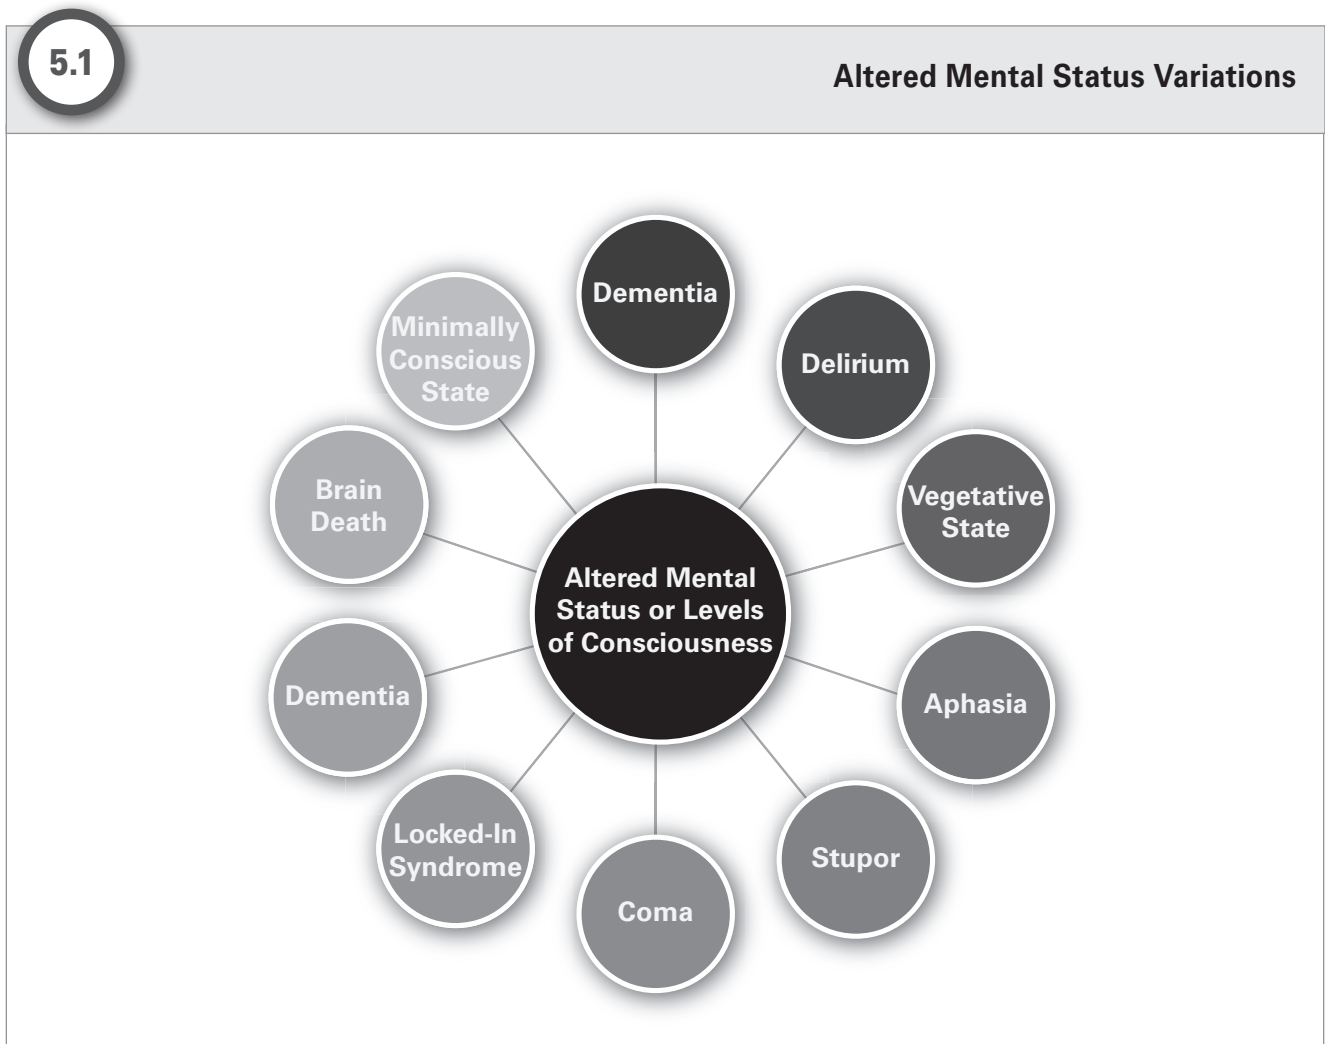 5.1
Altered Mental Status Variations
Dementia
Delirium
Vegetative
State
Aphasia
Stupor
Coma
Locked-In
Syndrome
Dementia
Brain
Death
Minimally
Conscious
State
Altered Mental
Status or Levels
of Consciousness